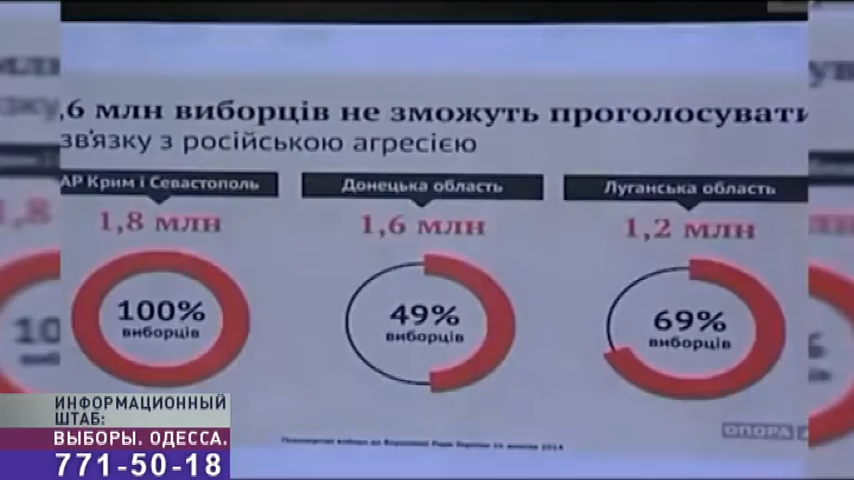 ,6 млн виборців не зможуть проголосувати
зв'язку з російською агресією
АР Крим і Севастополь
Донецька область
Луганська область
1,8 млн
1,6 млн
1,2 млн
100%
виборців
49%
виборців
69%
виборців
ОПОРА
ИНФОРМАЦИОННЫЙ
ШТАБ:
ВЫБОРЫ. ОДЕССА.
771-50-18